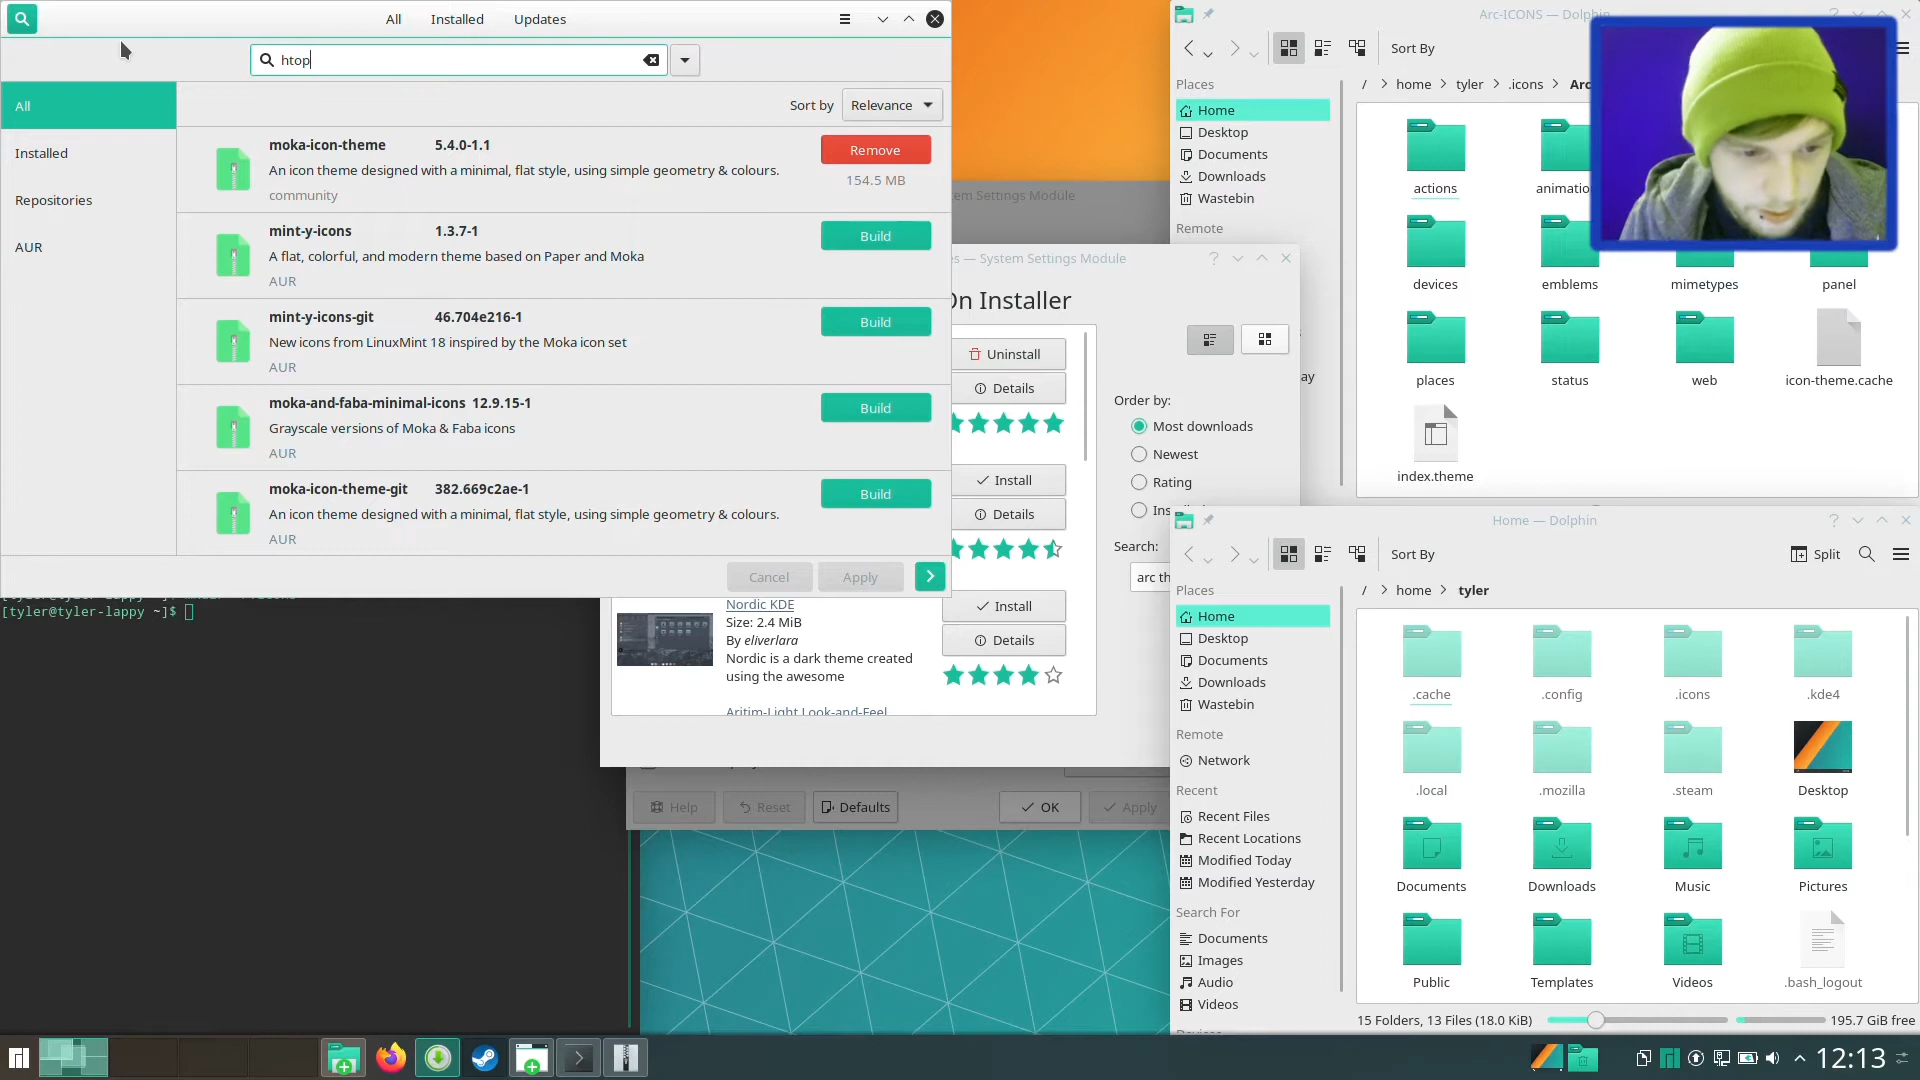 All
Installed
Updates
htop
All
Installed
Repositories
AUR
Sort by
Relevance
moka-icon-theme 5.4.0-1.1
An icon theme designed with a minimal, flat style, using simple geometry & colours.
community
Remove
154.5 MB
mint-y-icons 1.3.7-1
A flat, colorful, and modern theme based on Paper and Moka
AUR
Build
mint-y-icons-git 46.704e216-1
New icons from LinuxMint 18 inspired by the Moka icon set
AUR
Build
moka-and-faba-minimal-icons 12.9.15-1
Grayscale versions of Moka & Faba icons
AUR
Build
moka-icon-theme-git 382.669c2ae-1
An icon theme designed with a minimal, flat style, using simple geometry & colours.
AUR
Build
Cancel
Apply
[tyler@tyler-lappy ~]$
System Settings Module
— System Settings Module
Installer
Uninstall
Details
Install
Details
Install
Details
Order by:
Most downloads
Newest
Rating
Search:
arc th
Nordic KDE
Size: 2.4 MiB
By eliverlara
Nordic is a dark theme created
using the awesome
Aritim-Light Look-and-Feel
Help
Reset
Defaults
OK
Apply
Arc-ICONS — Dolphin
Sort By
/ > home > tyler > .icons > Arc
Places
Home
Desktop
Documents
Downloads
Wastebin
Remote
actions
devices
emblems
mimetypes
panel
places
status
web
icon-theme.cache
index.theme
Home — Dolphin
Sort By
Split
/ > home > tyler
Places
Home
Desktop
Documents
Downloads
Wastebin
Remote
Network
Recent
Recent Files
Recent Locations
Modified Today
Modified Yesterday
Search For
Documents
Images
Audio
Videos
.cache
.config
.icons
.kde4
.local
.mozilla
.steam
Desktop
Documents
Downloads
Music
Pictures
Public
Templates
Videos
.bash_logout
15 Folders, 13 Files (18.0 KiB)
195.7 GiB free
12:13